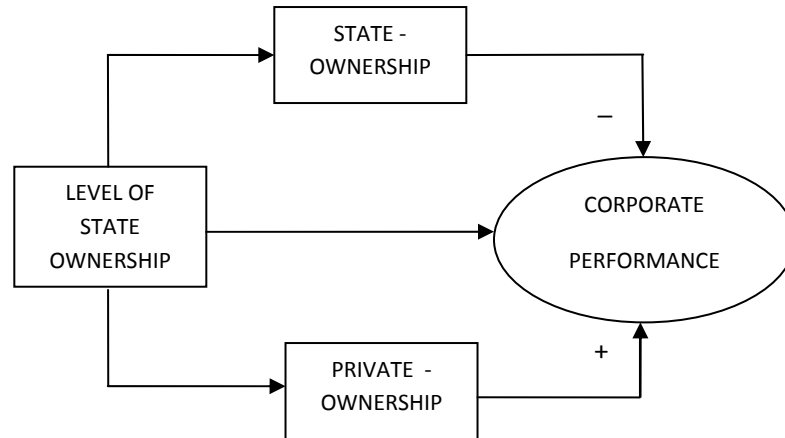 STATE -
OWNERSHIP
–
LEVEL OF
STATE
OWNERSHIP
CORPORATE
PERFORMANCE
+
PRIVATE -
OWNERSHIP